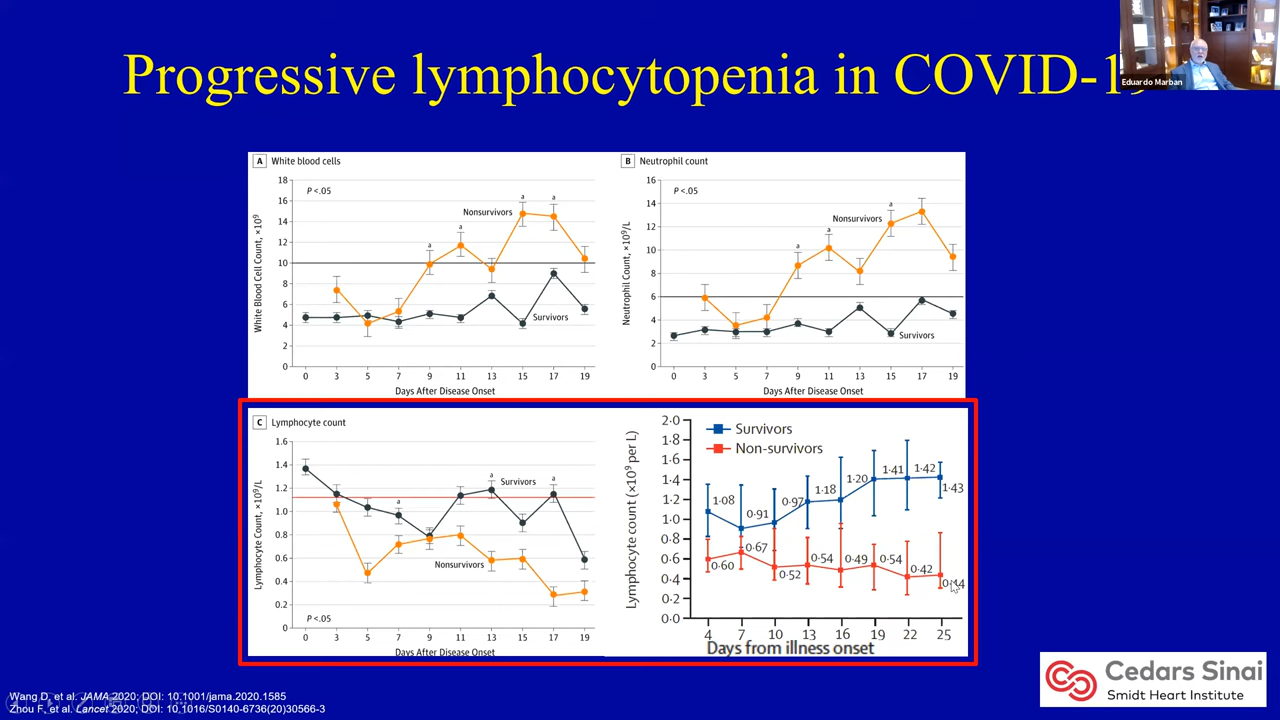 Progressive lymphocytopenia in COVID-19
Eduardo Marban
A White blood cells
18
16
14
12
10
8
6
4
2
0
White Blood Cell Count, ×10⁹
P <.05
Nonsurvivors
a
a
a
a
Survivors
0 3 5 7 9 11 13 15 17 19
Days After Disease Onset
B Neutrophil count
16
14
12
10
8
6
4
2
0
Neutrophil Count, ×10⁹/L
P <.05
Nonsurvivors
a
a
a
Survivors
0 3 5 7 9 11 13 15 17 19
Days After Disease Onset
C Lymphocyte count
1.6
1.4
1.2
1.0
0.8
0.6
0.4
0.2
0
Lymphocyte Count, ×10⁹/L
a
a
a
Survivors
Nonsurvivors
P <.05
0 3 5 7 9 11 13 15 17 19
Days After Disease Onset
2·0
1·8
1·6
1·4
1·2
1·0
0·8
0·6
0·4
0·2
0·0
Lymphocyte count (×10⁹ per L)
Survivors
Non-survivors
1·08 0·91 0·97 1·18 1·20 1·41 1·42 1·43
0·60 0·67 0·52 0·54 0·49 0·54 0·42 0·44
4 7 10 13 16 19 22 25
Days from illness onset
Cedars Sinai
Smidt Heart Institute
Wang D, et al. JAMA 2020; DOI: 10.1001/jama.2020.1585
Zhou F, et al. Lancet 2020; DOI: 10.1016/S0140-6736(20)30566-3